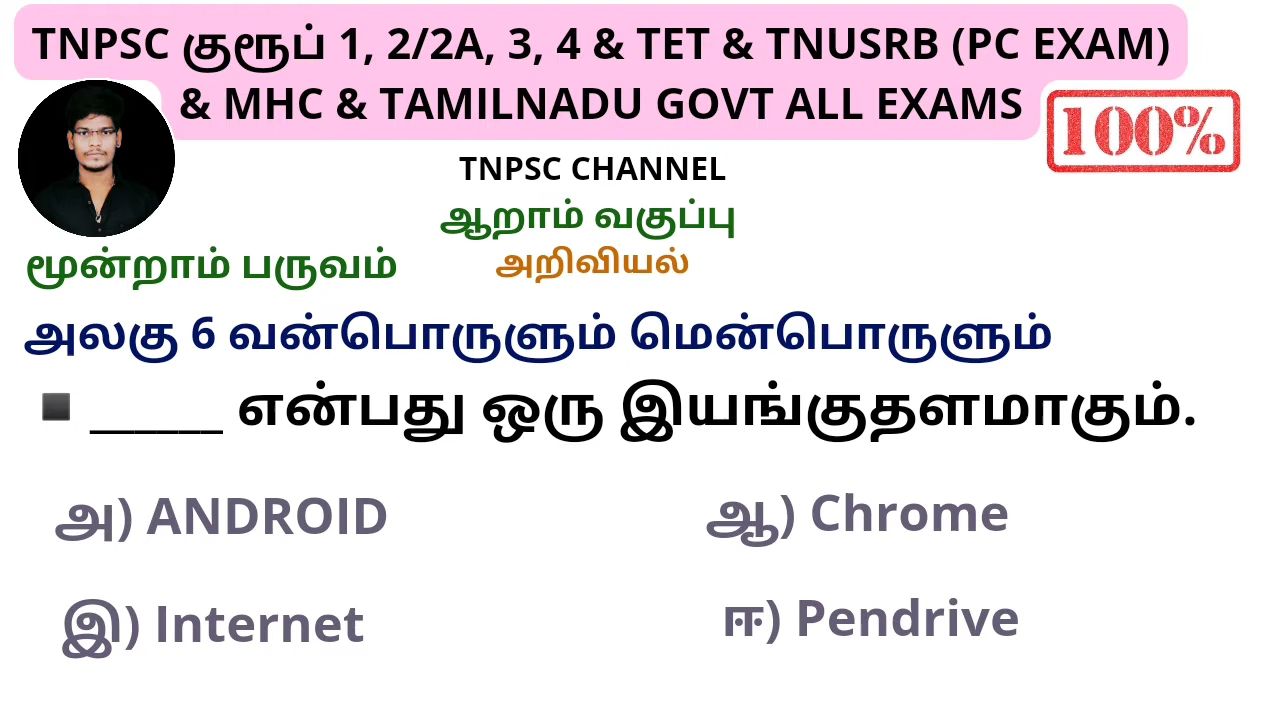 TNPSC குரூப் 1, 2/2A, 3, 4 & TET & TNUSRB (PC EXAM)
& MHC & TAMILNADU GOVT ALL EXAMS
100%
TNPSC CHANNEL
ஆறாம் வகுப்பு
மூன்றாம் பருவம்
அறிவியல்
அலகு 6 வன்பொருளும் மென்பொருளும்
▪ ______ என்பது ஒரு இயங்குதளமாகும்.
அ) ANDROID
ஆ) Chrome
இ) Internet
ஈ) Pendrive